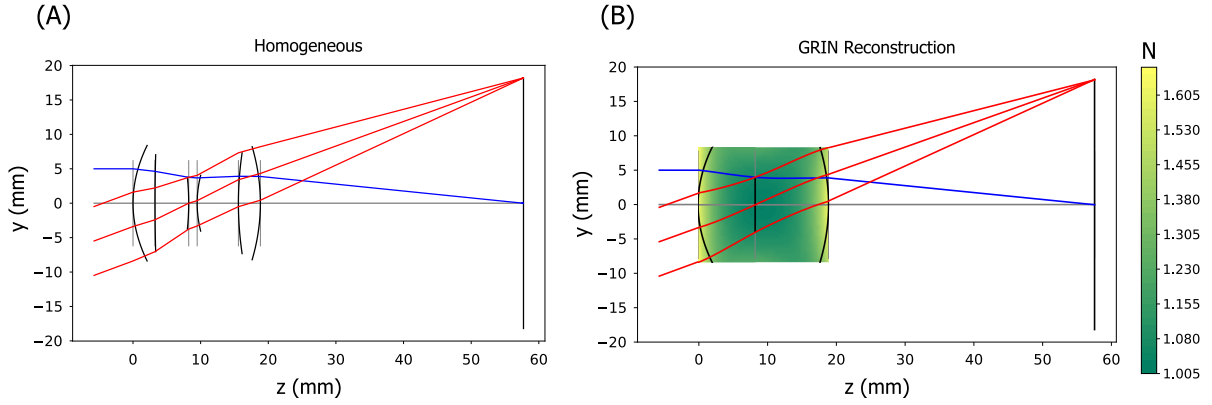 (A)
Homogeneous
20
15
10
5
0
−5
−10
−15
−20
y (mm)
0 10 20 30 40 50 60
z (mm)
(B)
GRIN Reconstruction
20
15
10
5
0
−5
−10
−15
−20
y (mm)
0 10 20 30 40 50 60
z (mm)
N
1.605
1.530
1.455
1.380
1.305
1.230
1.155
1.080
1.005